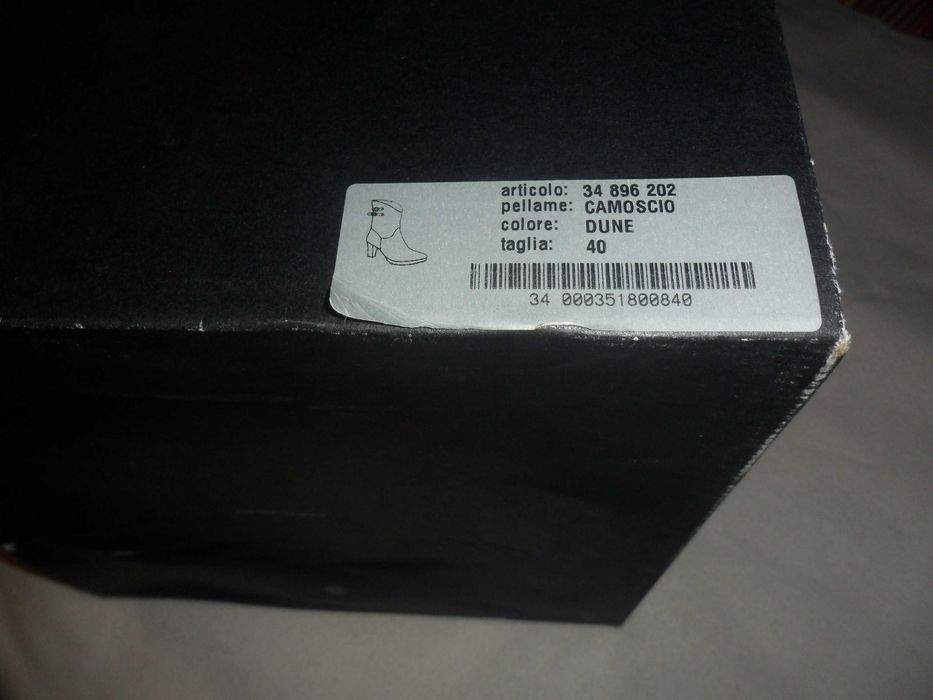 articolo: 34 896 202
pellame: CAMOSCIO
colore: DUNE
taglia: 40
34 000351800840